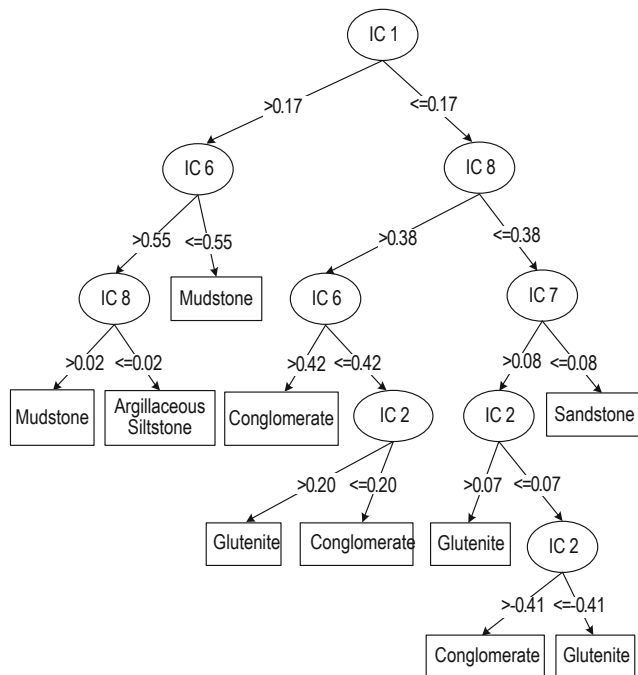 IC 1
>0.17
<=0.17
IC 6
IC 8
>0.55
<=0.55
>0.38
<=0.38
IC 8
Mudstone
IC 6
IC 7
>0.02
<=0.02
>0.42
<=0.42
>0.08
<=0.08
Mudstone
Argillaceous
Siltstone
Conglomerate
IC 2
IC 2
Sandstone
>0.20
<=0.20
>0.07
<=0.07
Glutenite
Conglomerate
Glutenite
IC 2
>-0.41
<=-0.41
Conglomerate
Glutenite